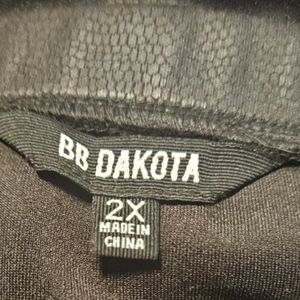 BB DAKOTA
2X
MADE IN
CHINA